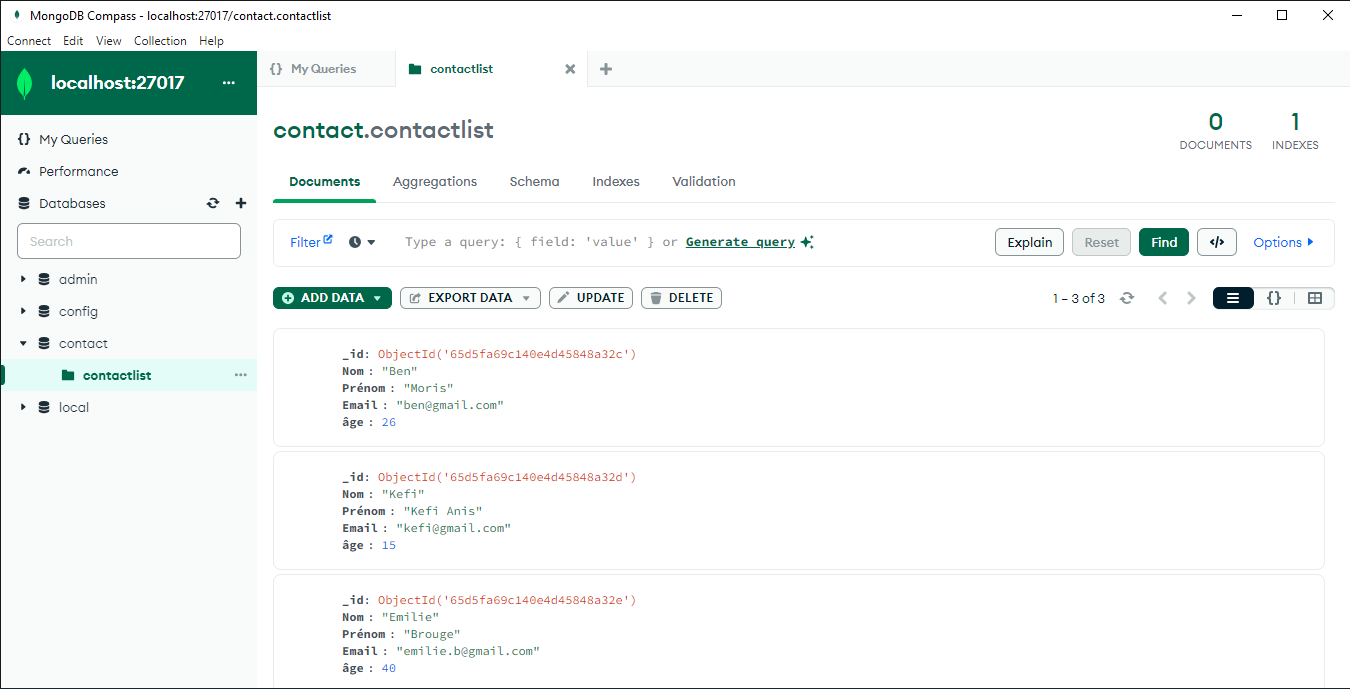 MongoDB Compass - localhost:27017/contact.contactlist
Connect Edit View Collection Help
localhost:27017 ···
{} My Queries
contactlist
contact.contactlist
0
DOCUMENTS
1
INDEXES
{} My Queries
Performance
Databases
Search
admin
config
contact
contactlist ···
local
Documents Aggregations Schema Indexes Validation
Filter Type a query: { field: 'value' } or Generate query Explain Reset Find </> Options
ADD DATA EXPORT DATA UPDATE DELETE 1 – 3 of 3 {}
_id: ObjectId('65d5fa69c140e4d45848a32c')
Nom : "Ben"
Prénom : "Moris"
Email : "ben@gmail.com"
âge : 26
_id: ObjectId('65d5fa69c140e4d45848a32d')
Nom : "Kefi"
Prénom : "Kefi Anis"
Email : "kefi@gmail.com"
âge : 15
_id: ObjectId('65d5fa69c140e4d45848a32e')
Nom : "Emilie"
Prénom : "Brouge"
Email : "emilie.b@gmail.com"
âge : 40